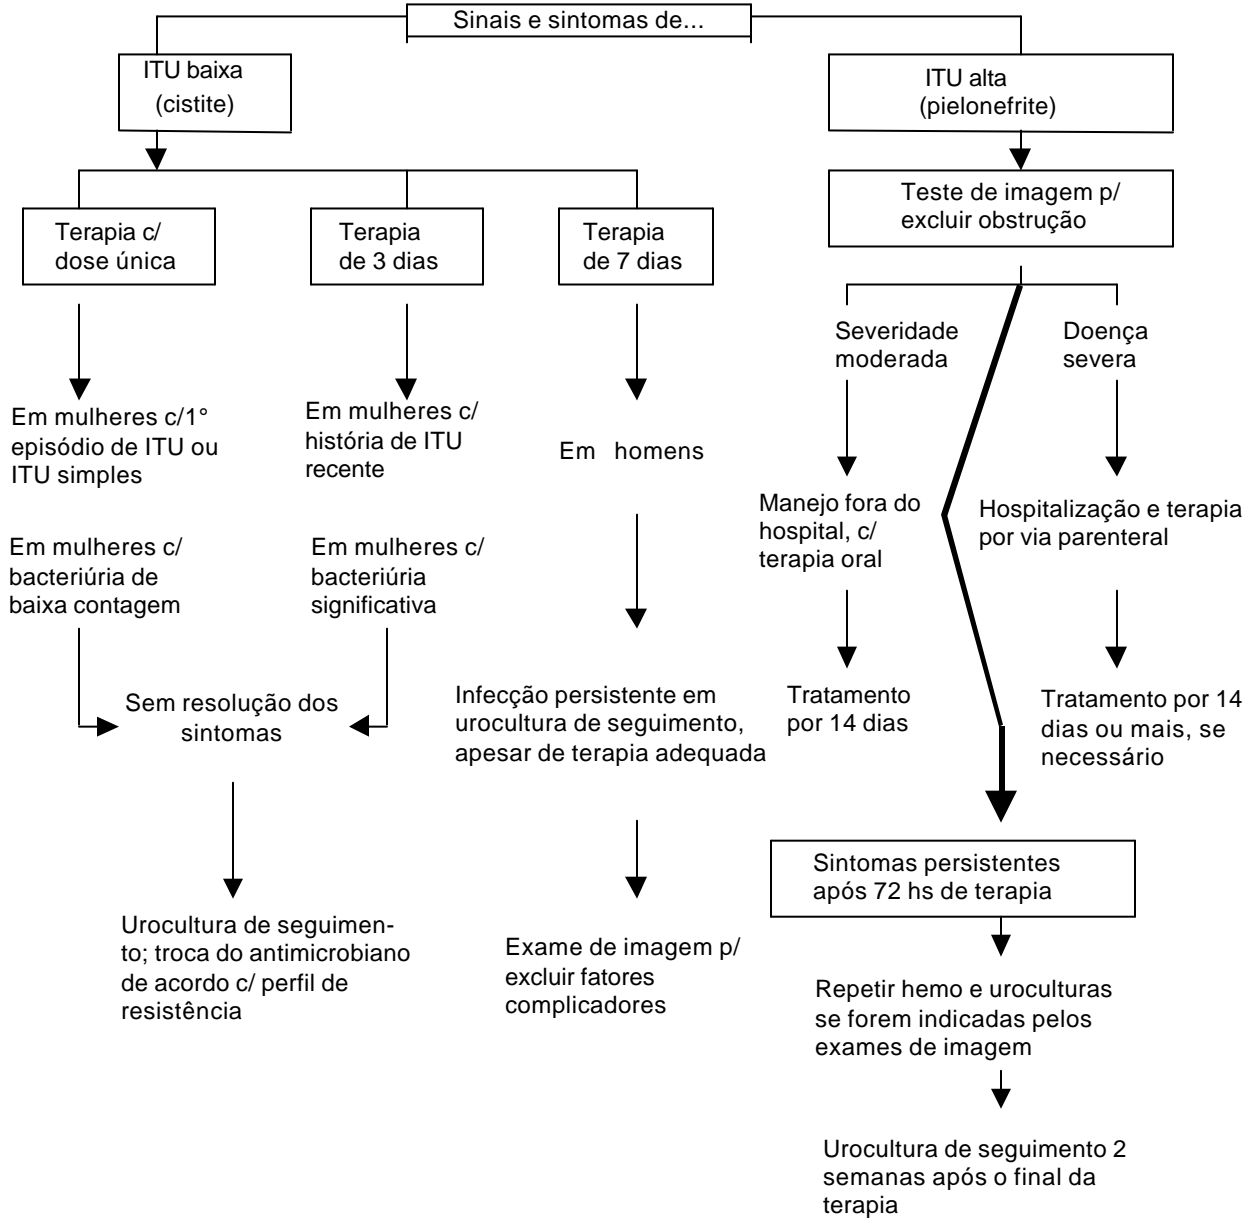 Sinais e sintomas de...
ITU baixa
(cistite)
ITU alta
(pielonefrite)
Teste de imagem p/
excluir obstrução
Terapia c/
dose única
Terapia
de 3 dias
Terapia
de 7 dias
Severidade
moderada
Doença
severa
Em mulheres c/1°
episódio de ITU ou
ITU simples
Em mulheres c/
história de ITU
recente
Em homens
Manejo fora do
hospital, c/
terapia oral
Hospitalização e terapia
por via parenteral
Em mulheres c/
bacteriúria de
baixa contagem
Em mulheres c/
bacteriúria
significativa
Sem resolução dos
sintomas
Infecção persistente em
urocultura de seguimento,
apesar de terapia adequada
Tratamento
por 14 dias
Tratamento por 14
dias ou mais, se
necessário
Sintomas persistentes
após 72 hs de terapia
Urocultura de seguimen-
to; troca do antimicrobiano
de acordo c/ perfil de
resistência
Exame de imagem p/
excluir fatores
complicadores
Repetir hemo e uroculturas
se forem indicadas pelos
exames de imagem
Urocultura de seguimento 2
semanas após o final da
terapia